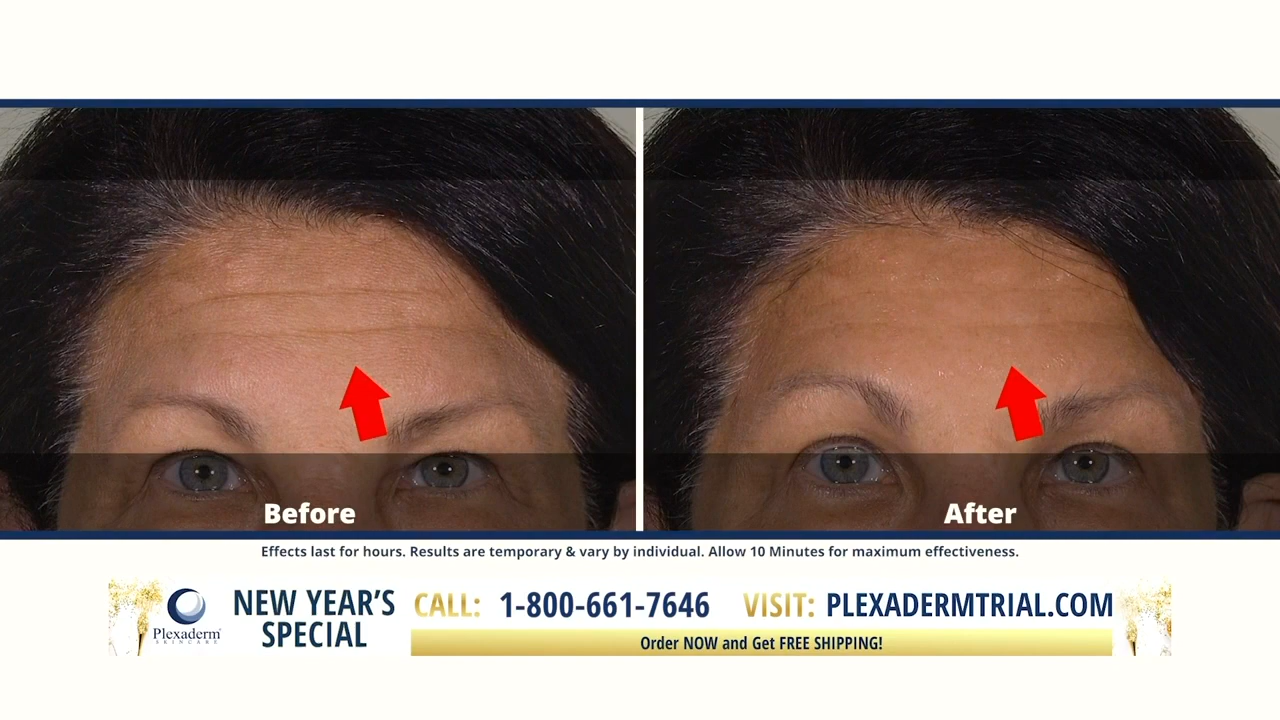 Before
After
Effects last for hours. Results are temporary & vary by individual. Allow 10 Minutes for maximum effectiveness.
Plexaderm
SKINCARE
NEW YEAR'S
SPECIAL
CALL: 1-800-661-7646 VISIT: PLEXADERMTRIAL.COM
Order NOW and Get FREE SHIPPING!